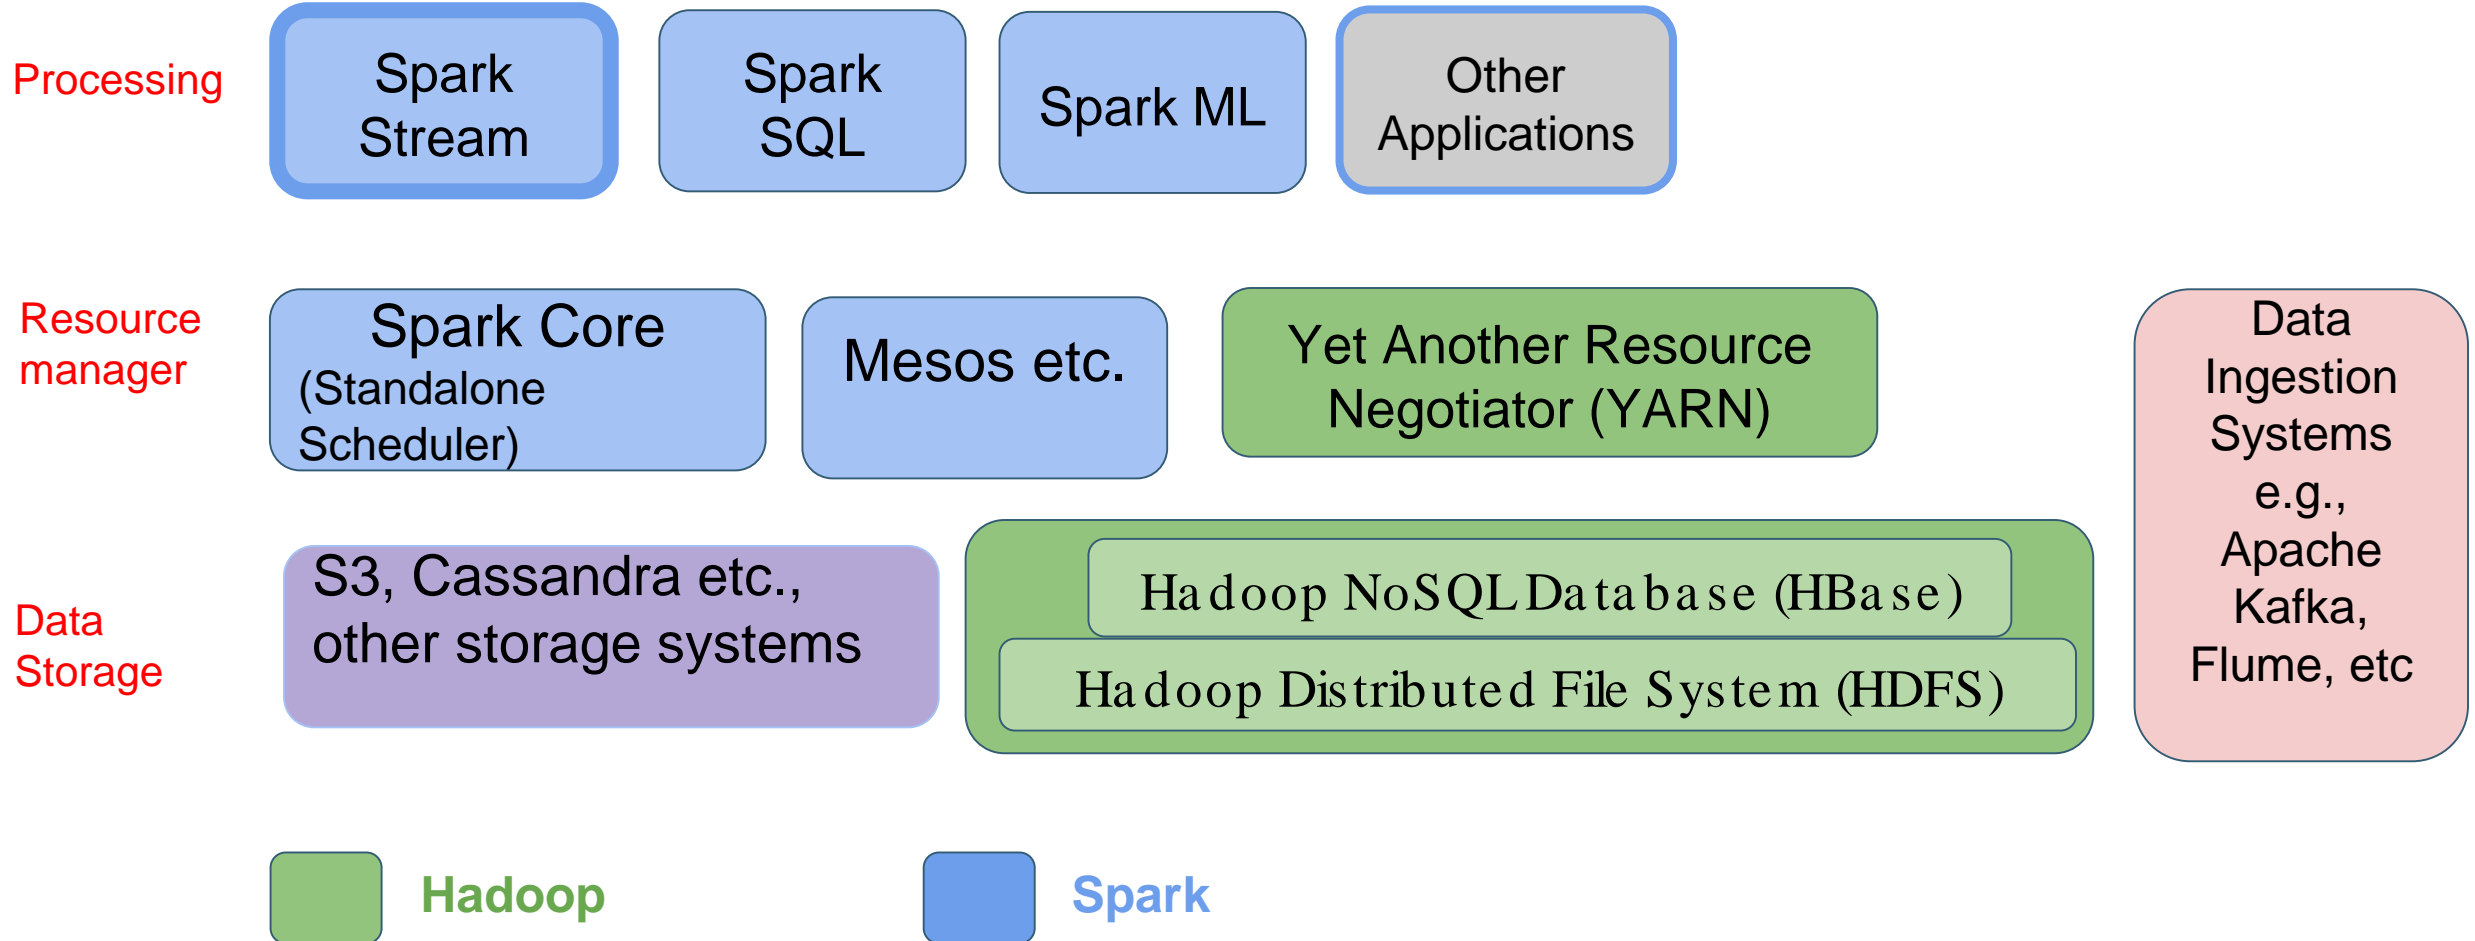 Processing
Spark
Stream
Spark
SQL
Spark ML
Other
Applications
Resource
manager
Spark Core
(Standalone
Scheduler)
Mesos etc.
Yet Another Resource
Negotiator (YARN)
Data
Ingestion
Systems
e.g.,
Apache
Kafka,
Flume, etc
Data
Storage
S3, Cassandra etc.,
other storage systems
Hadoop NoSQL Database (HBase)
Hadoop Distributed File System (HDFS)
Hadoop
Spark